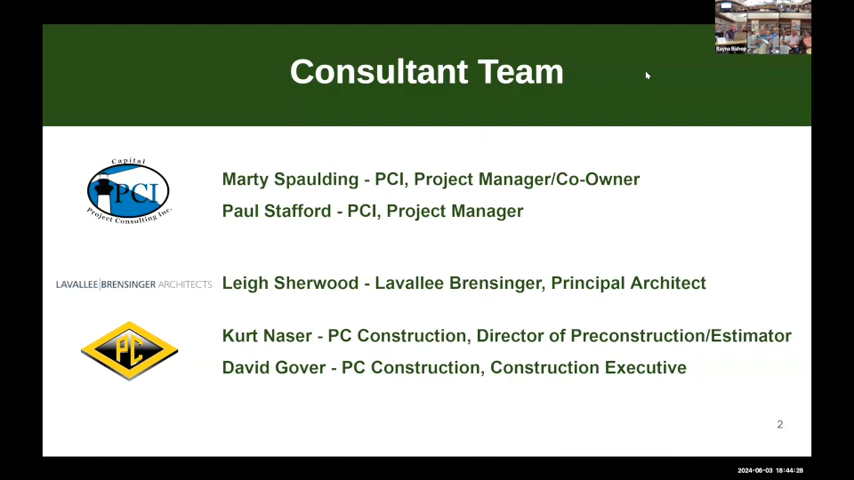 Consultant Team
Rayna Bishop
Capital
PCI
Project Consulting Inc.
Marty Spaulding - PCI, Project Manager/Co-Owner
Paul Stafford - PCI, Project Manager
LAVALLEE|BRENSINGER ARCHITECTS
Leigh Sherwood - Lavallee Brensinger, Principal Architect
PC
Kurt Naser - PC Construction, Director of Preconstruction/Estimator
David Gover - PC Construction, Construction Executive
2
2024-06-03 18:44:28